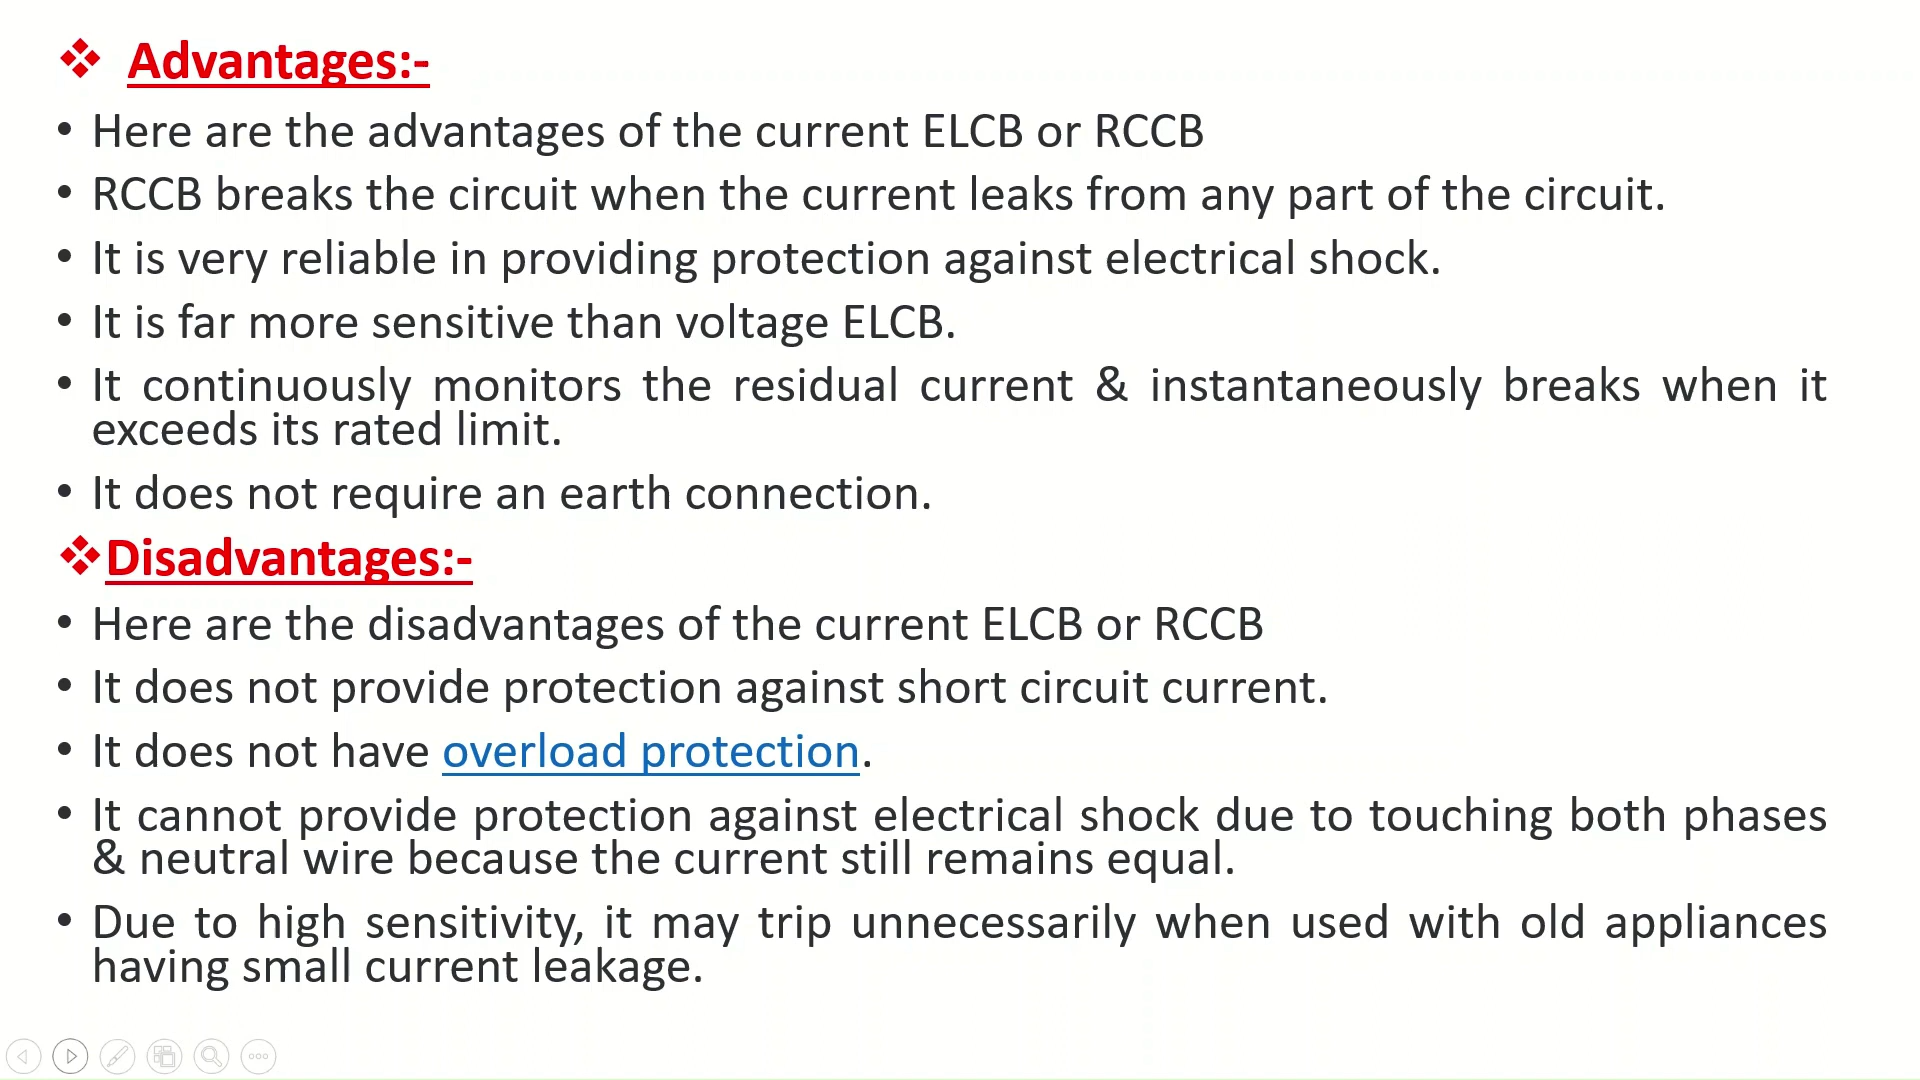 ❖ Advantages:-
• Here are the advantages of the current ELCB or RCCB
• RCCB breaks the circuit when the current leaks from any part of the circuit.
• It is very reliable in providing protection against electrical shock.
• It is far more sensitive than voltage ELCB.
• It continuously monitors the residual current & instantaneously breaks when it
exceeds its rated limit.
• It does not require an earth connection.
❖Disadvantages:-
• Here are the disadvantages of the current ELCB or RCCB
• It does not provide protection against short circuit current.
• It does not have overload protection.
• It cannot provide protection against electrical shock due to touching both phases
& neutral wire because the current still remains equal.
• Due to high sensitivity, it may trip unnecessarily when used with old appliances
having small current leakage.